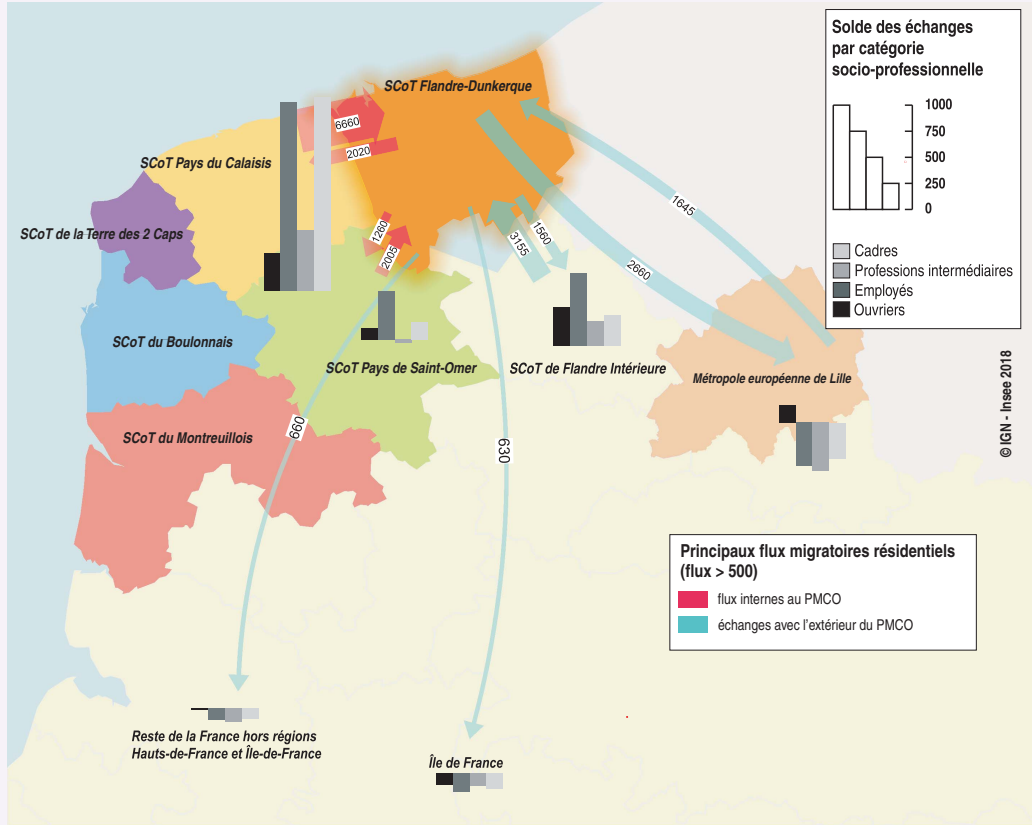 Solde des échanges
par catégorie
socio-professionnelle
1000
750
500
250
0
Cadres
Professions intermédiaires
Employés
Ouvriers
SCoT Flandre-Dunkerque
6660
2020
SCoT Pays du Calaisis
SCoT de la Terre des 2 Caps
1260
2005
1560
3155
1645
2660
SCoT du Boulonnais
SCoT Pays de Saint-Omer
SCoT de Flandre Intérieure
Métropole européenne de Lille
© IGN - Insee 2018
SCoT du Montreuillois
660
630
Principaux flux migratoires résidentiels
(flux > 500)
flux internes au PMCO
échanges avec l'extérieur du PMCO
Reste de la France hors régions
Hauts-de-France et Île-de-France
Île de France